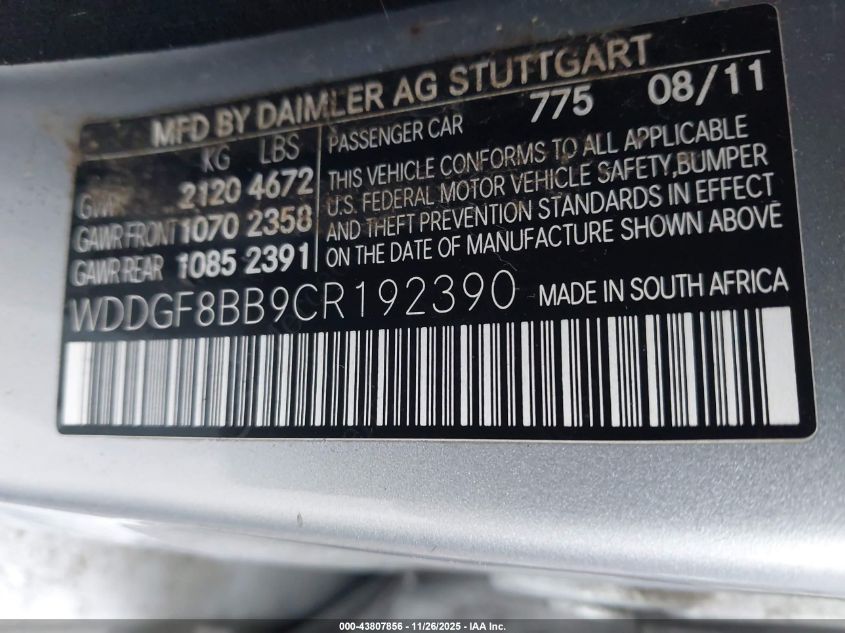 MFD BY DAIMLER AG STUTTGART
KG LBS
GVWR 2120 4672
GAWR FRONT 1070 2358
GAWR REAR 1085 2391
PASSENGER CAR 775 08/11
THIS VEHICLE CONFORMS TO ALL APPLICABLE
U.S. FEDERAL MOTOR VEHICLE SAFETY,BUMPER
AND THEFT PREVENTION STANDARDS IN EFFECT
ON THE DATE OF MANUFACTURE SHOWN ABOVE
WDDGF8BB9CR192390 MADE IN SOUTH AFRICA
000-43807856 - 11/26/2025 - IAA Inc.